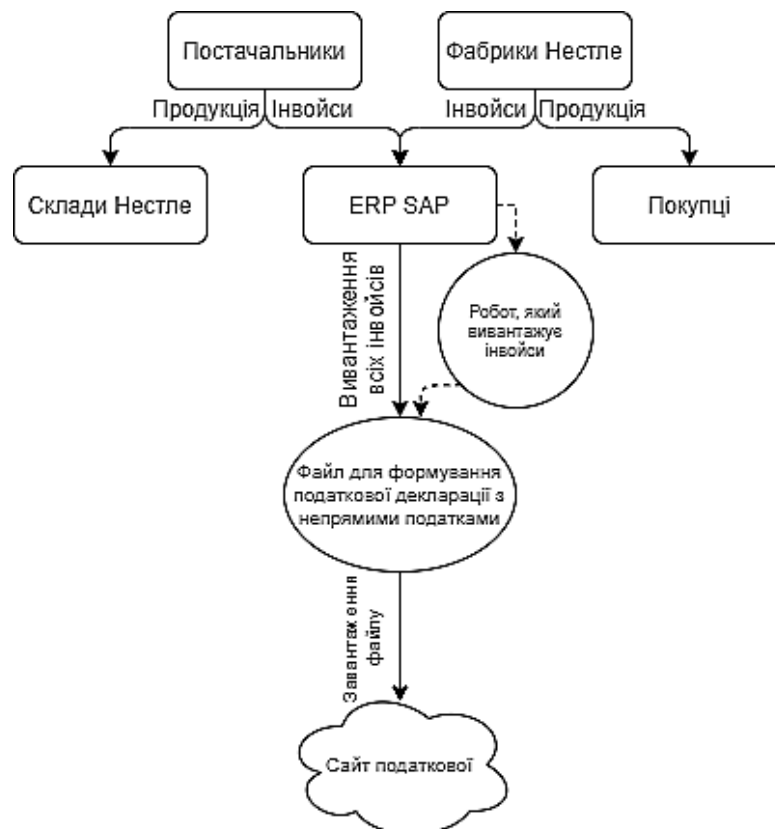 Постачальники
Фабрики Нестле
Продукція
Інвойси
Інвойси
Продукція
Склади Нестле
ERP SAP
Покупці
Вивантаження
всіх інвойсів
Робот, який
вивантажує
інвойси
Файл для формування
податкової декларації з
непрямими податками
Завантаження
файлу
Сайт податкової